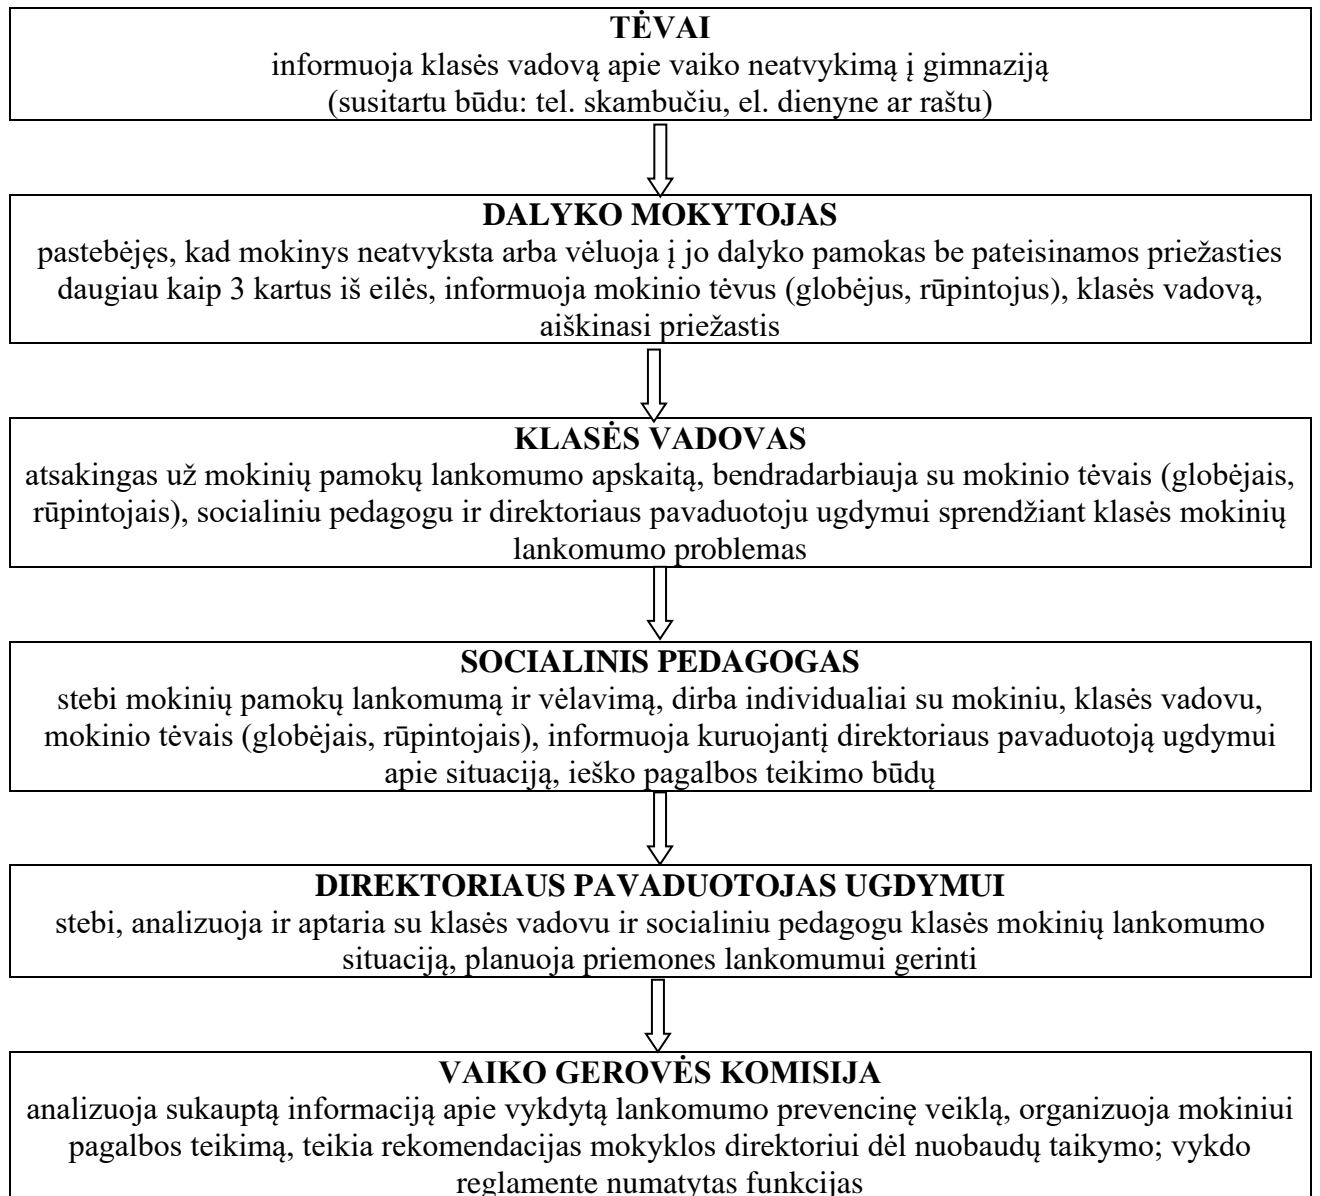 TĖVAI
informuoja klasės vadovą apie vaiko neatvykimą į gimnaziją
(susitartu būdu: tel. skambučiu, el. dienyne ar raštu)
DALYKO MOKYTOJAS
pastebėjęs, kad mokinys neatvyksta arba vėluoja į jo dalyko pamokas be pateisinamos priežasties
daugiau kaip 3 kartus iš eilės, informuoja mokinio tėvus (globėjus, rūpintojus), klasės vadovą,
aiškinasi priežastis
KLASĖS VADOVAS
atsakingas už mokinių pamokų lankomumo apskaitą, bendradarbiauja su mokinio tėvais (globėjais,
rūpintojais), socialiniu pedagogu ir direktoriaus pavaduotoju ugdymui sprendžiant klasės mokinių
lankomumo problemas
SOCIALINIS PEDAGOGAS
stebi mokinių pamokų lankomumą ir vėlavimą, dirba individualiai su mokiniu, klasės vadovu,
mokinio tėvais (globėjais, rūpintojais), informuoja kuruojantį direktoriaus pavaduotoją ugdymui
apie situaciją, ieško pagalbos teikimo būdų
DIREKTORIAUS PAVADUOTOJAS UGDYMUI
stebi, analizuoja ir aptaria su klasės vadovu ir socialiniu pedagogu klasės mokinių lankomumo
situaciją, planuoja priemones lankomumui gerinti
VAIKO GEROVĖS KOMISIJA
analizuoja sukauptą informaciją apie vykdytą lankomumo prevencinę veiklą, organizuoja mokiniui
pagalbos teikimą, teikia rekomendacijas mokyklos direktoriui dėl nuobaudų taikymo; vykdo
reglamente numatytas funkcijas